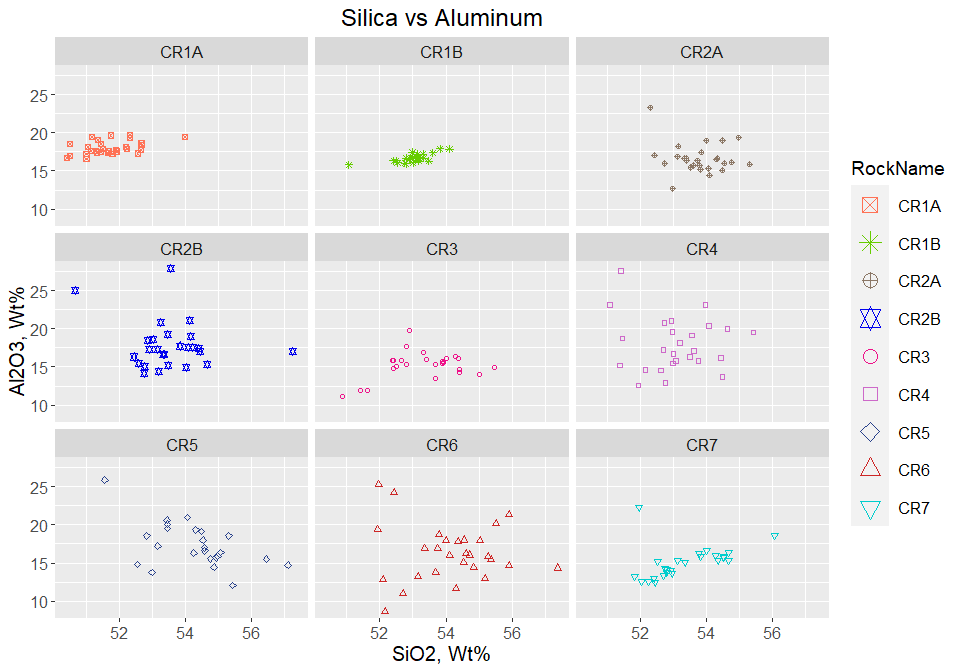 Silica vs Aluminum
CR1A CR1B CR2A
25
20
15
10
CR2B CR3 CR4
25
20
15
10
CR5 CR6 CR7
25
20
15
10
52 54 56 52 54 56 52 54 56
SiO2, Wt%
Al2O3, Wt%
RockName
CR1A
CR1B
CR2A
CR2B
CR3
CR4
CR5
CR6
CR7